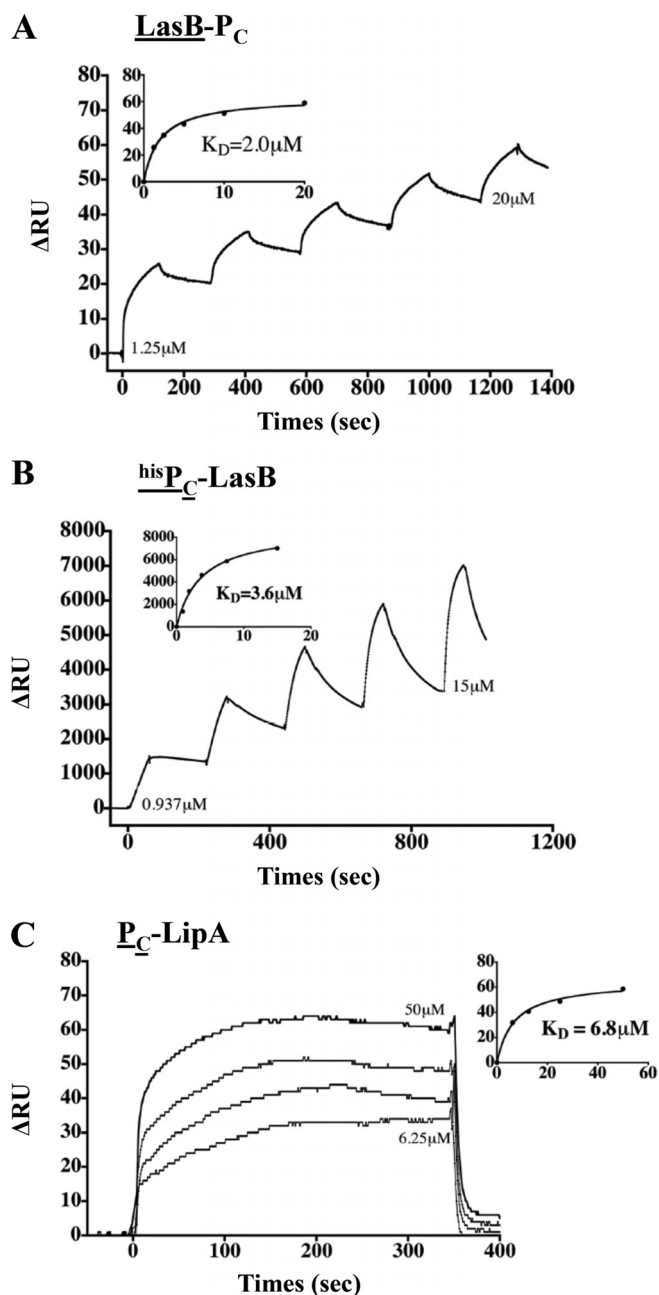 A LasB-PC
80
70
60
50
40
30
20
10
0
ΔRU
80
60
40
20
0
KD=2.0µM
0 10 20
1.25µM
20µM
0 200 400 600 800 1000 1200 1400
Times (sec)
B hisPC-LasB
8000
7000
6000
5000
4000
3000
2000
1000
0
ΔRU
8000
6000
4000
2000
0
KD=3.6µM
0 10 20
0.937µM
15µM
0 400 800 1200
Times (sec)
C PC-LipA
80
70
60
50
40
30
20
10
0
ΔRU
50µM
6.25µM
0 100 200 300 400
Times (sec)
80
60
40
20
0
KD = 6.8µM
0 20 40 60